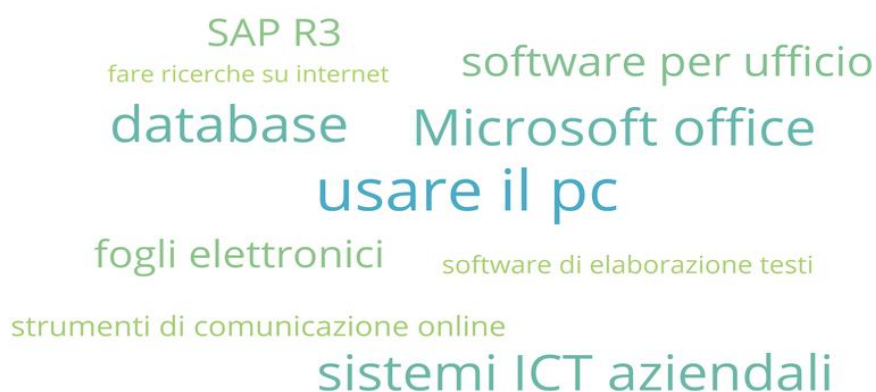 SAP R3
software per ufficio
fare ricerche su internet
database
Microsoft office
usare il pc
fogli elettronici
software di elaborazione testi
strumenti di comunicazione online
sistemi ICT aziendali